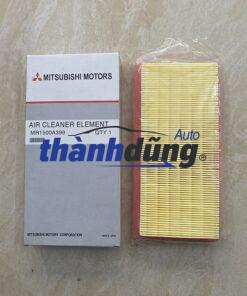 MITSUBISHI MOTORS
AIR CLEANER ELEMENT
MR1500A399 QTY 1
Auto
thànhdũng
MITSUBISHI MOTORS CORPORATION